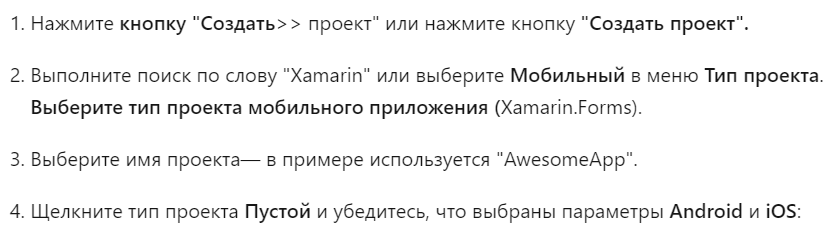 1. Нажмите кнопку "Создать>> проект" или нажмите кнопку "Создать проект".
2. Выполните поиск по слову "Xamarin" или выберите Мобильный в меню Тип проекта.
Выберите тип проекта мобильного приложения (Xamarin.Forms).
3. Выберите имя проекта— в примере используется "AwesomeApp".
4. Щелкните тип проекта Пустой и убедитесь, что выбраны параметры Android и iOS: